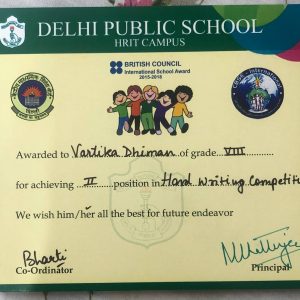 DELHI PUBLIC SCHOOL
HRIT CAMPUS
BRITISH COUNCIL
International School Award
2015-2018
Awarded to Vartika Dhiman of grade VIII
for achieving II position in Hand Writing Competiti
We wish him/her all the best for future endeavor
Bharti
Co-Ordinator
Principal